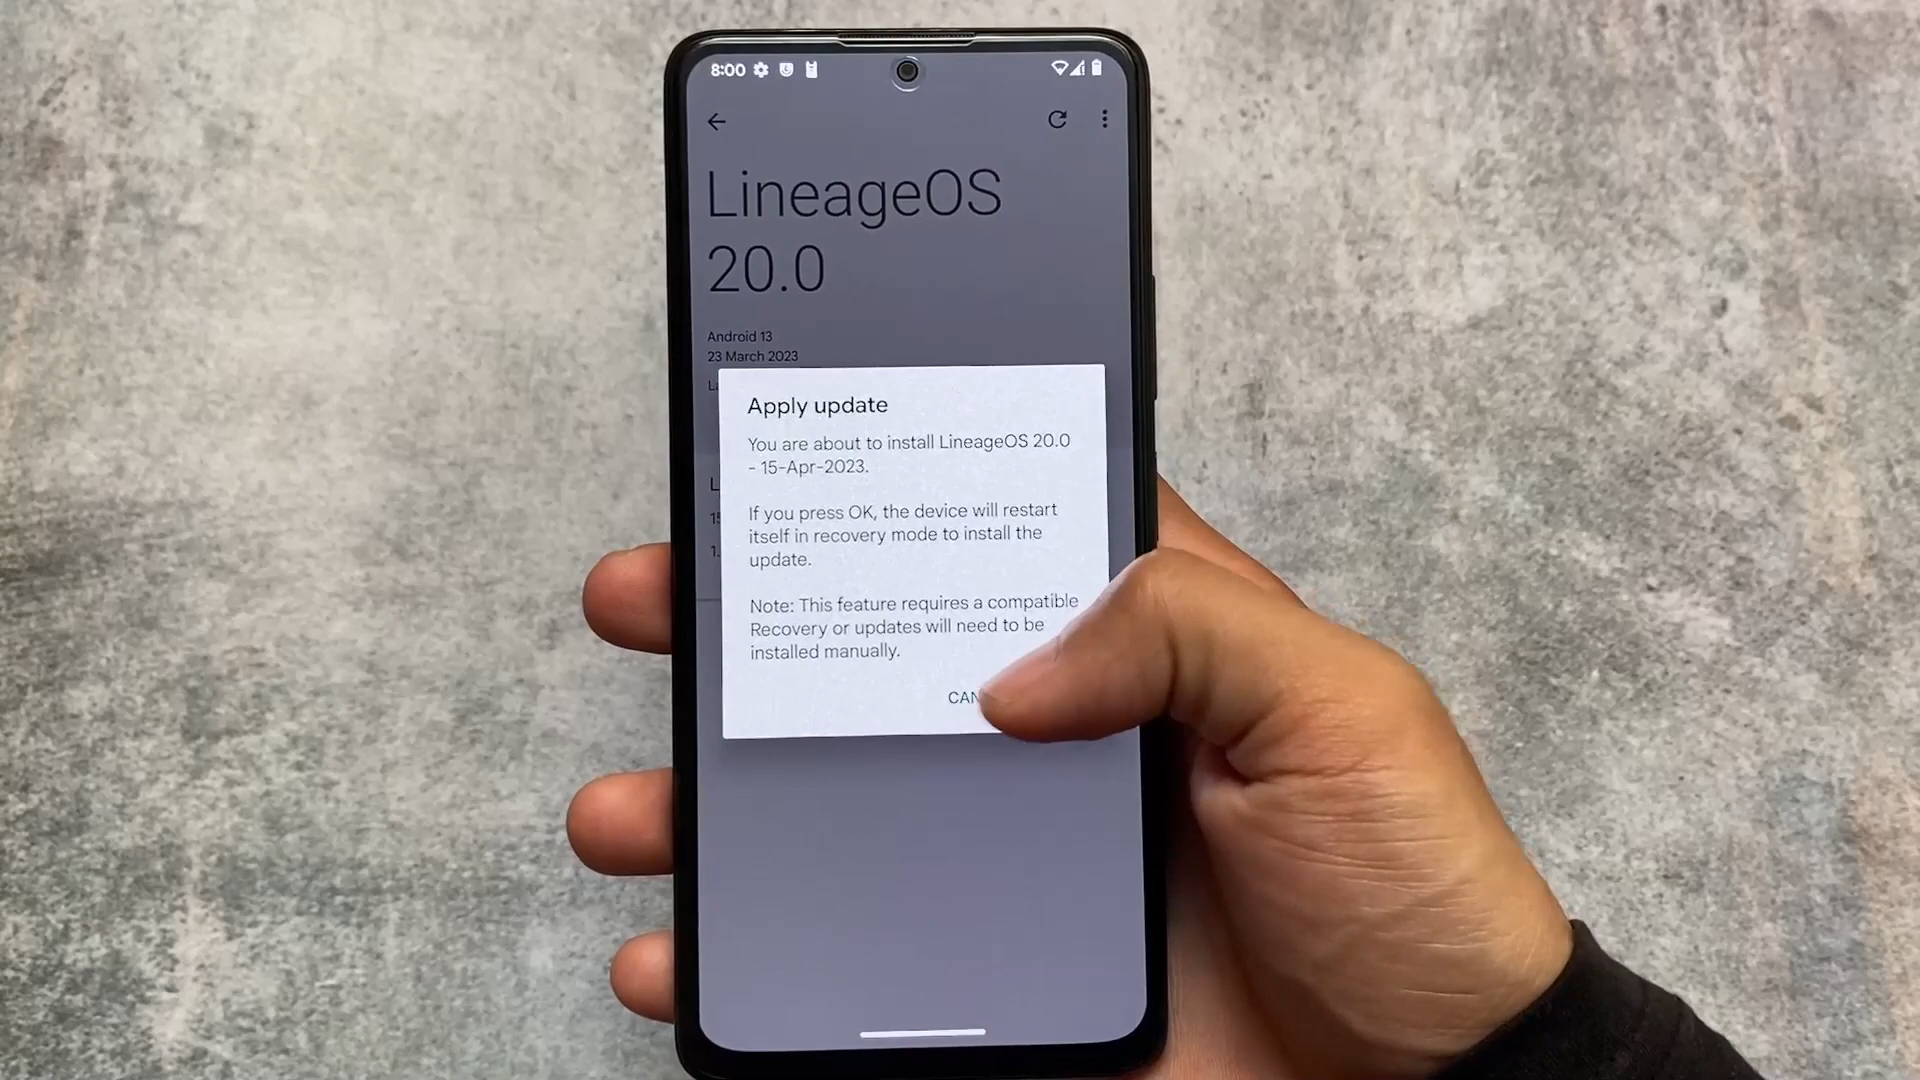 8:00
LineageOS
20.0
Android 13
23 March 2023
Apply update
You are about to install LineageOS 20.0
- 15-Apr-2023.
If you press OK, the device will restart
itself in recovery mode to install the
update.
Note: This feature requires a compatible
Recovery or updates will need to be
installed manually.